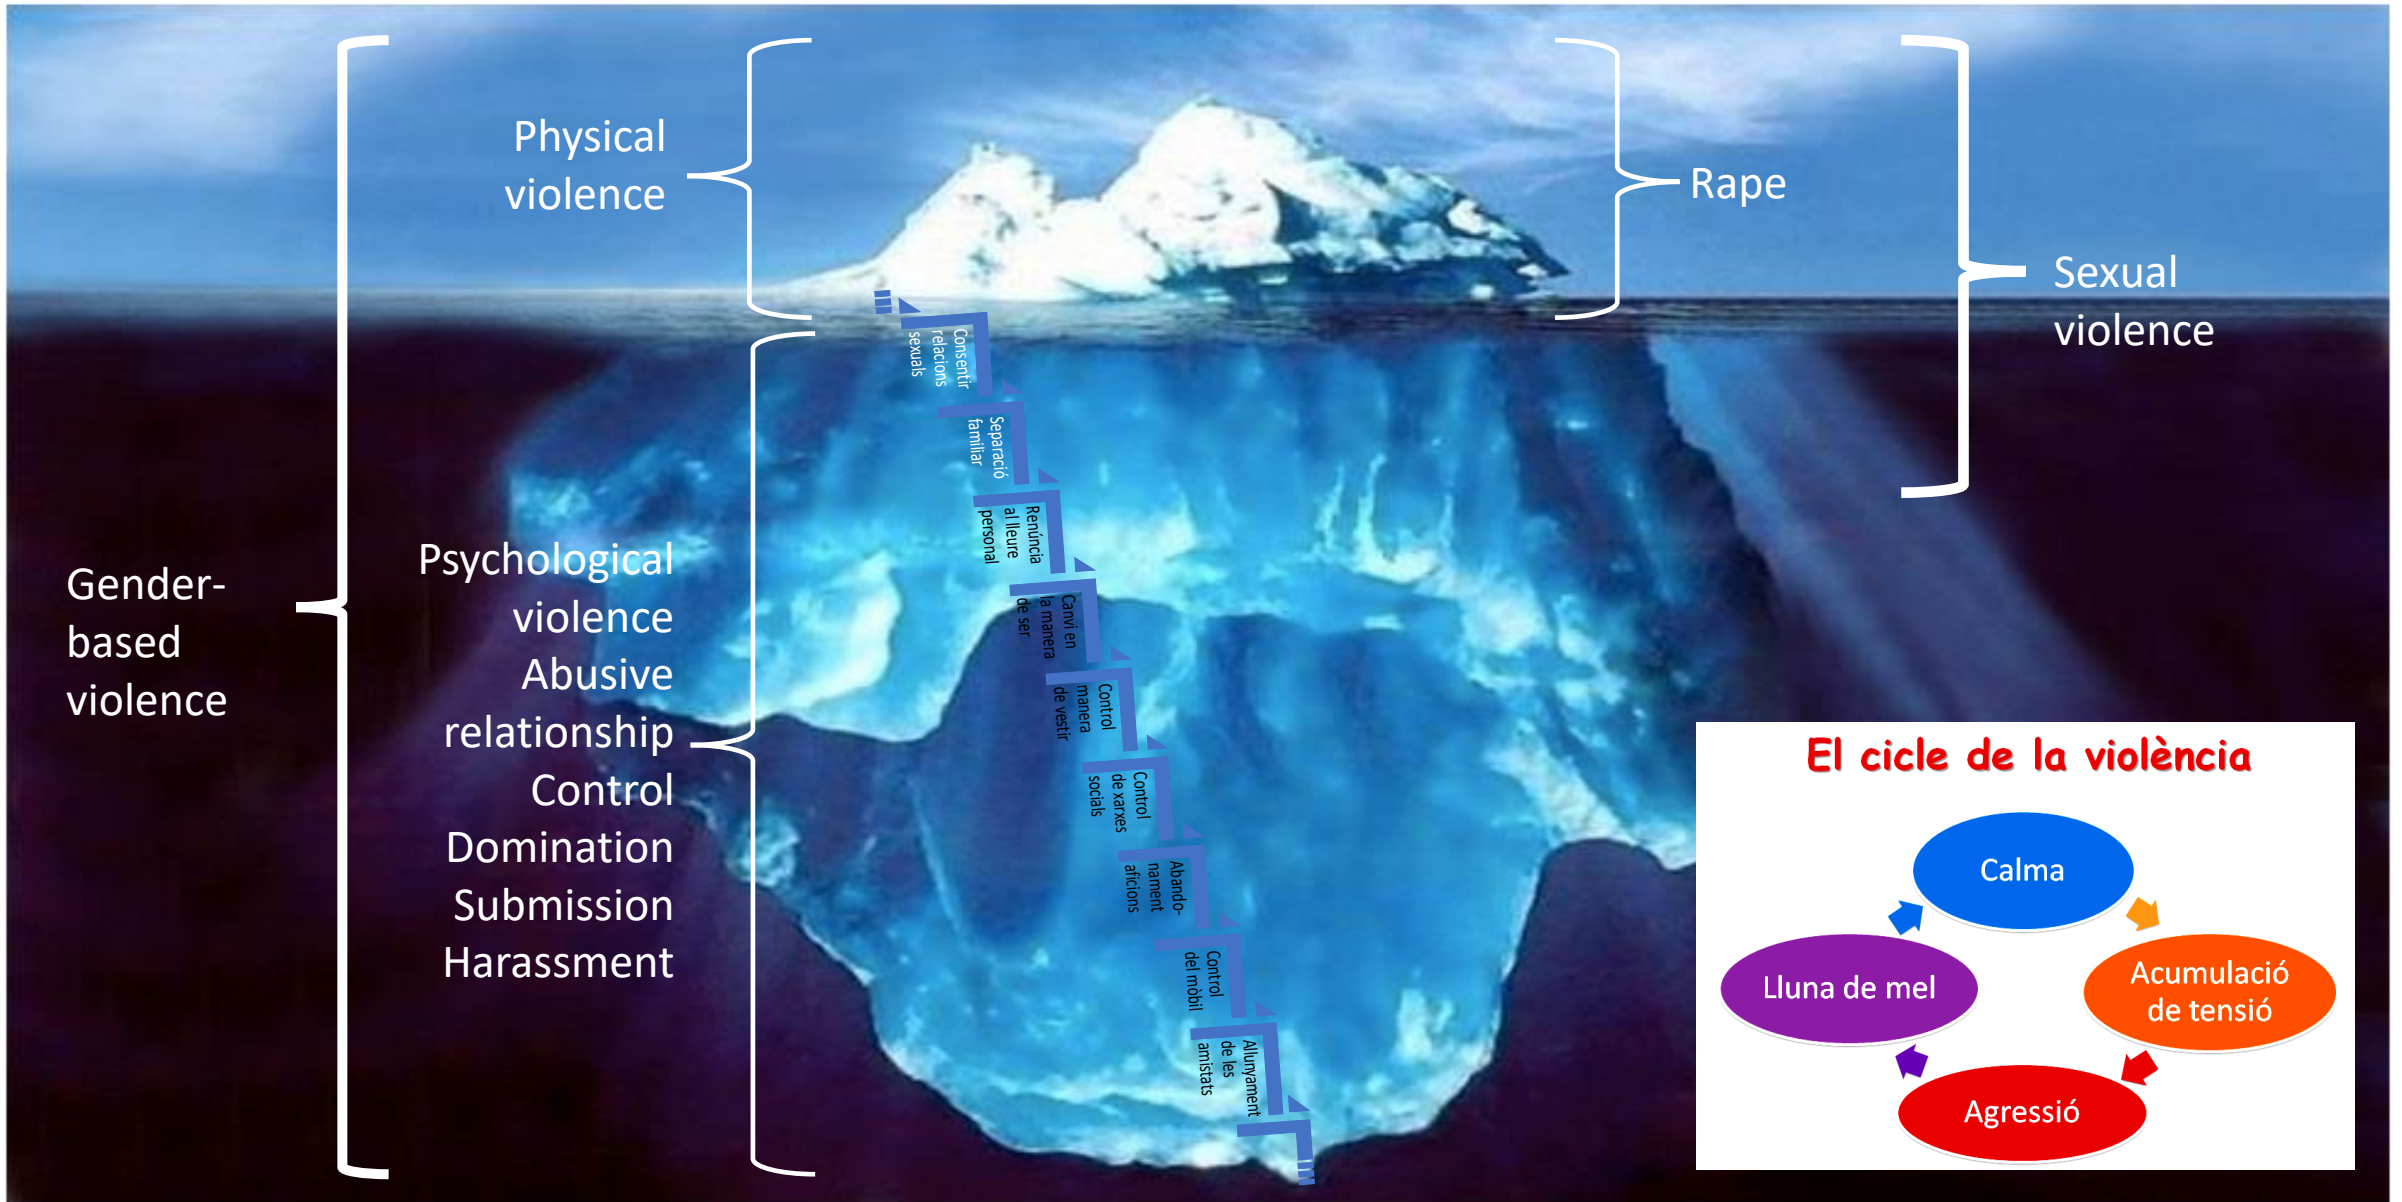 Physical
violence
Rape
Sexual
violence
Gender-
based
violence
Psychological
violence
Abusive
relationship
Control
Domination
Submission
Harassment
Consentir
relacions
sexuals
Separació
familiar
Renúncia
al lleure
personal
Canvi en
la manera
de ser
Control
manera
de vestir
Control
de xarxes
socials
Abando-
nament
aficions
Control
del mòbil
Allunyament
de les
amistats
El cicle de la violència
Calma
Acumulació
de tensió
Agressió
Lluna de mel